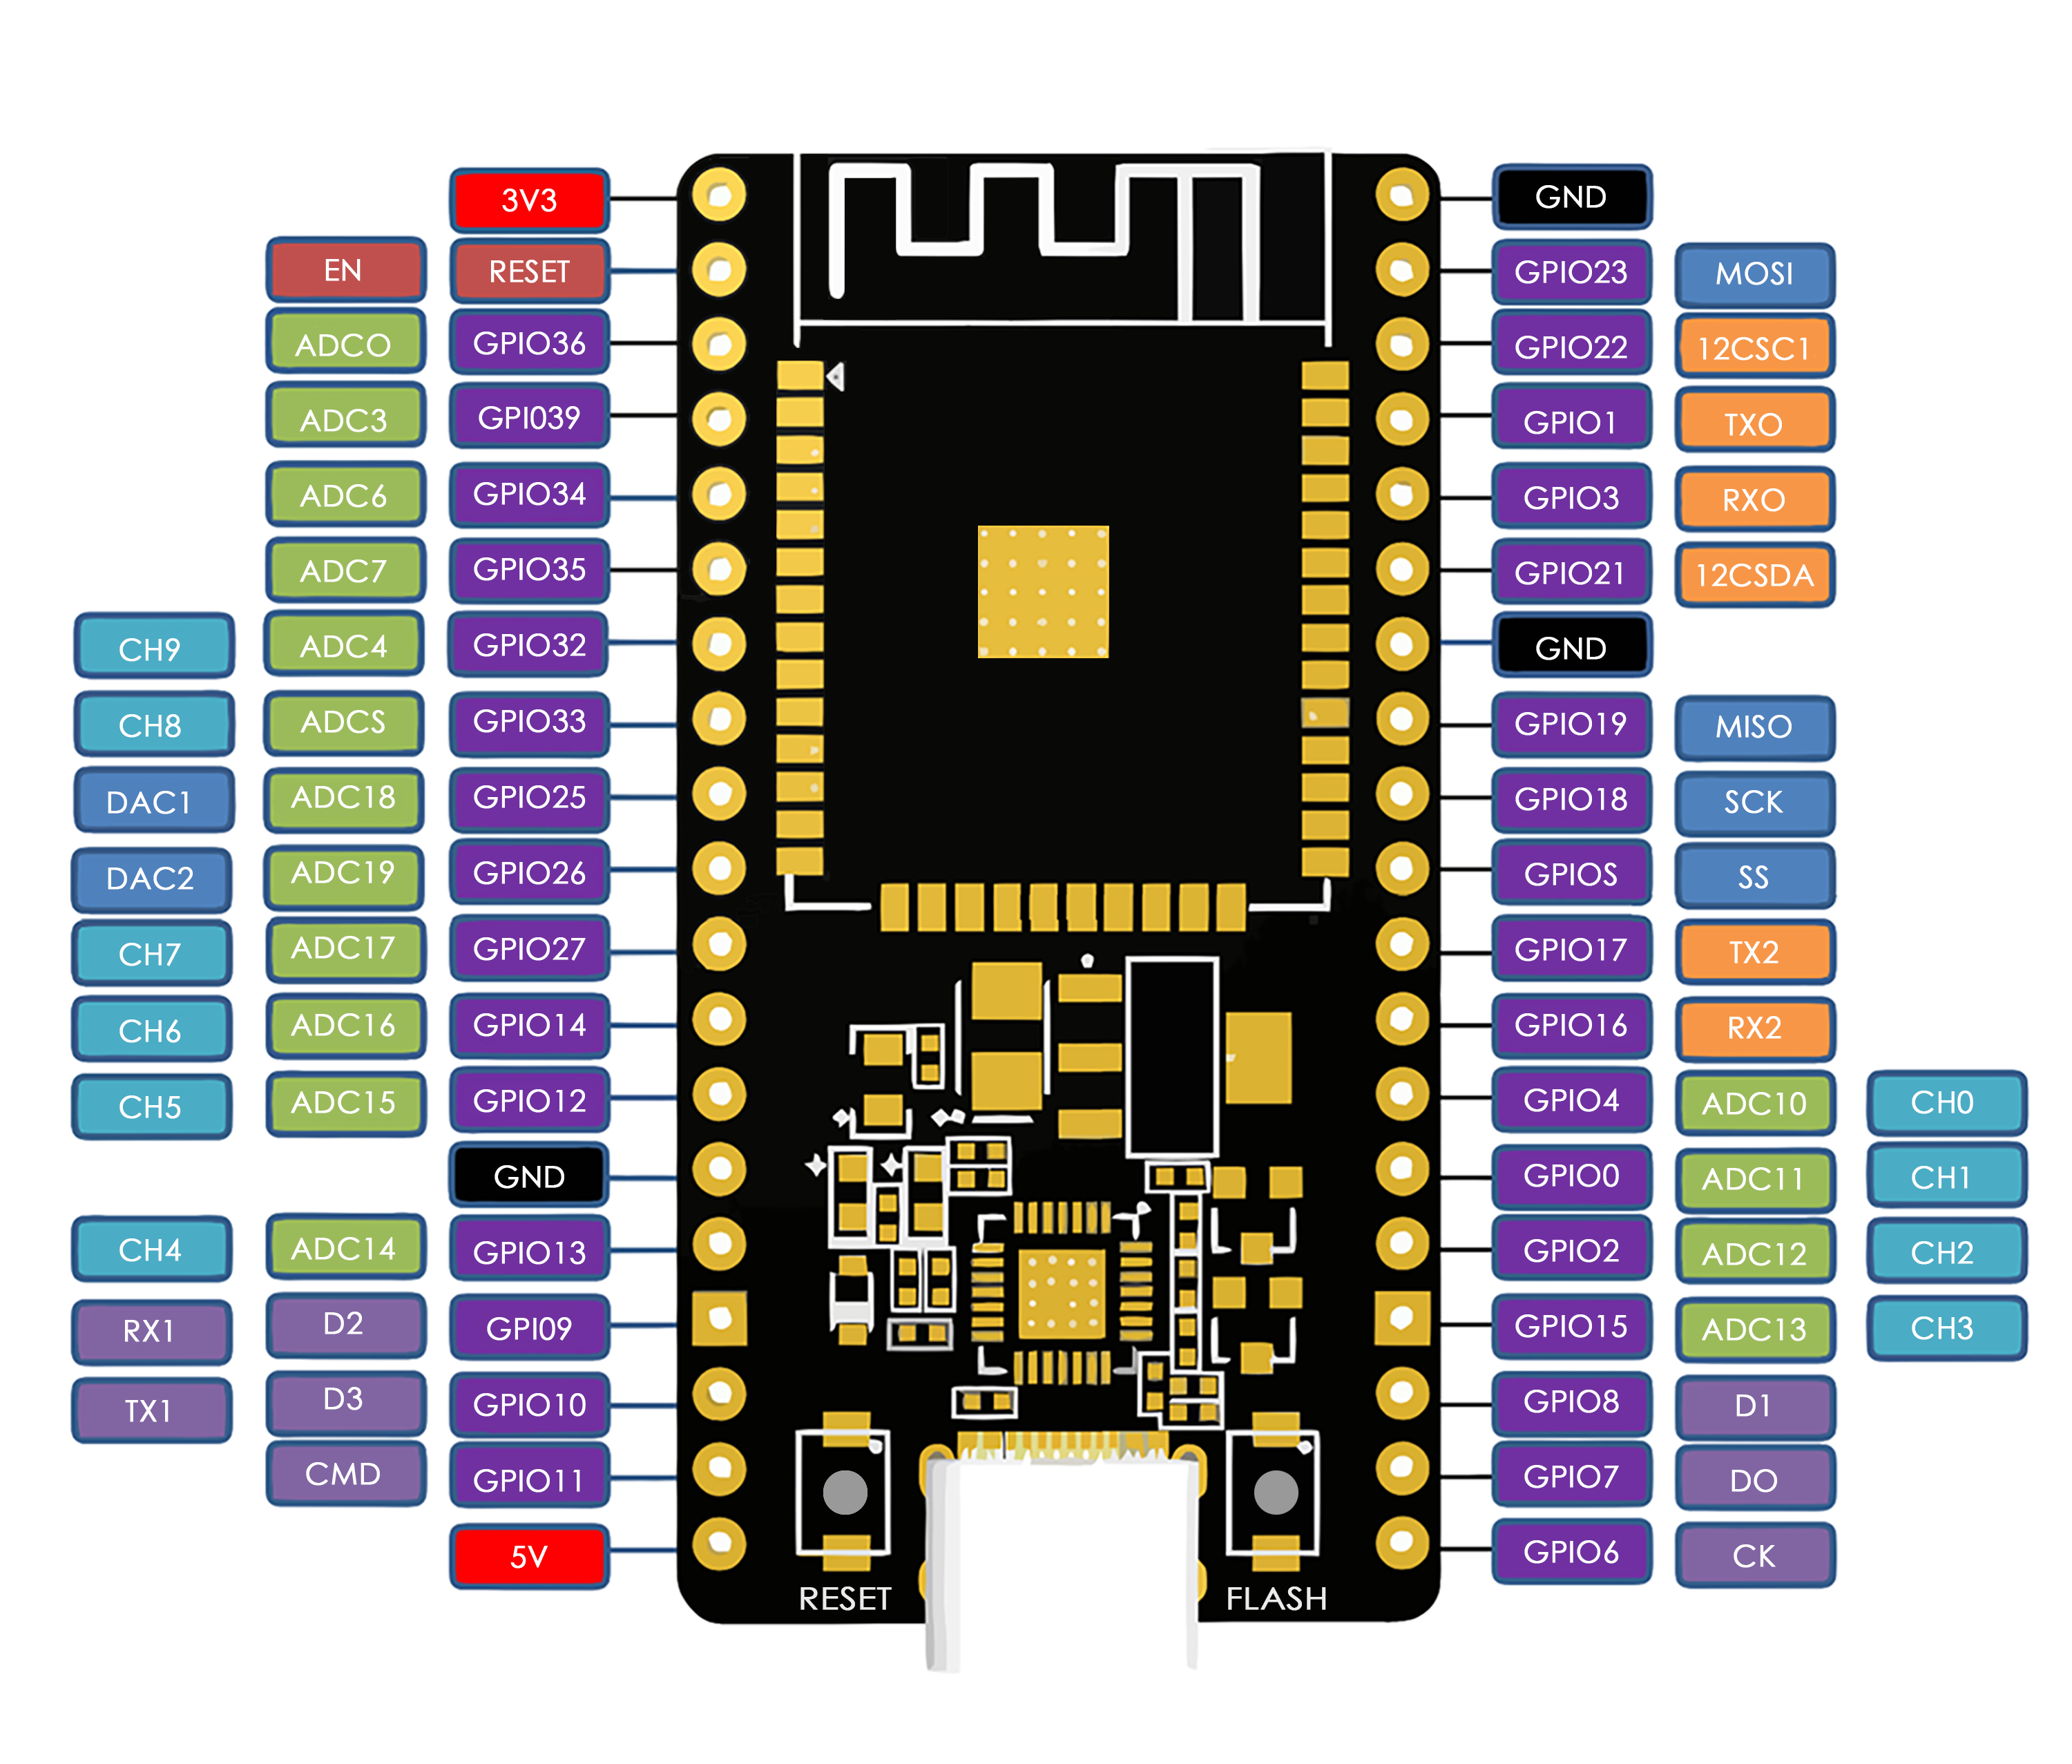 3V3 GND
EN RESET GPIO23 MOSI
ADCO GPIO36 GPIO22 12CSC1
ADC3 GPI039 GPIO1 TXO
ADC6 GPIO34 GPIO3 RXO
ADC7 GPIO35 GPIO21 12CSDA
CH9 ADC4 GPIO32 GND
CH8 ADCS GPIO33 GPIO19 MISO
DAC1 ADC18 GPIO25 GPIO18 SCK
DAC2 ADC19 GPIO26 GPIOS SS
CH7 ADC17 GPIO27 GPIO17 TX2
CH6 ADC16 GPIO14 GPIO16 RX2
CH5 ADC15 GPIO12 GPIO4 ADC10 CH0
GND GPIO0 ADC11 CH1
CH4 ADC14 GPIO13 GPIO2 ADC12 CH2
RX1 D2 GPI09 GPIO15 ADC13 CH3
TX1 D3 GPIO10 GPIO8 D1
CMD GPIO11 GPIO7 DO
5V GPIO6 CK
RESET FLASH